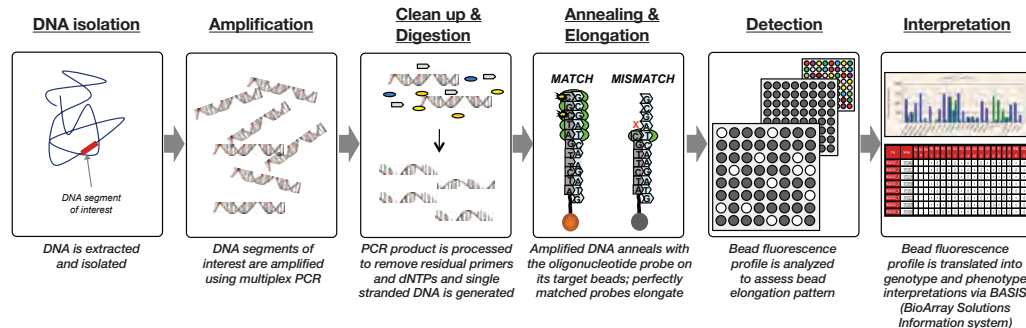 DNA isolation
DNA segment
of interest
DNA is extracted
and isolated
Amplification
DNA segments of
interest are amplified
using multiplex PCR
Clean up &
Digestion
PCR product is processed
to remove residual primers
and dNTPs and single
stranded DNA is generated
Annealing &
Elongation
MATCH
MISMATCH
X
Amplified DNA anneals with
the oligonucleotide probe on
its target beads; perfectly
matched probes elongate
Detection
Bead fluorescence
profile is analyzed
to assess bead
elongation pattern
Interpretation
Bead fluorescence
profile is translated into
genotype and phenotype
interpretations via BASIS
(BioArray Solutions
Information system)